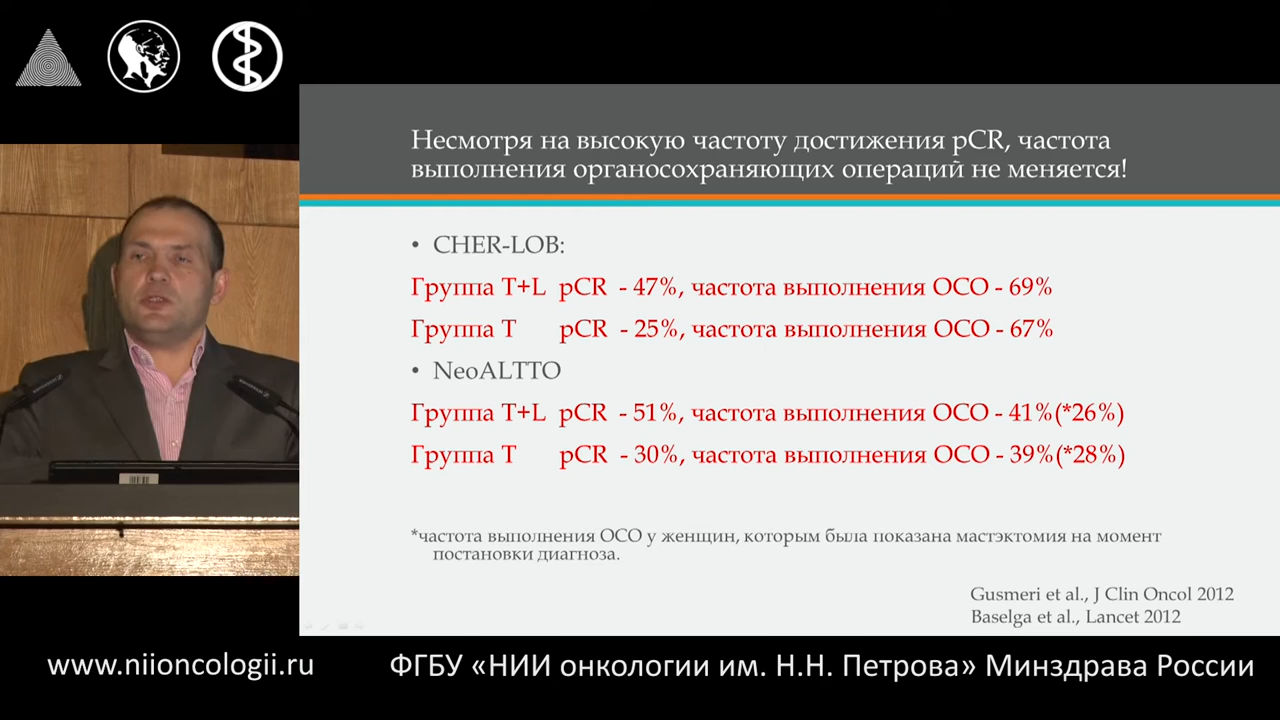 Несмотря на высокую частоту достижения pCR, частота
выполнения органосохраняющих операций не меняется!
• CHER-LOB:
Группа T+L pCR - 47%, частота выполнения ОСО - 69%
Группа Т pCR - 25%, частота выполнения ОСО - 67%
• NeoALTTO
Группа T+L pCR - 51%, частота выполнения ОСО - 41%(*26%)
Группа Т pCR - 30%, частота выполнения ОСО - 39%(*28%)
*частота выполнения ОСО у женщин, которым была показана мастэктомия на момент
постановки диагноза.
Gusmeri et al., J Clin Oncol 2012
Baselga et al., Lancet 2012
www.niioncologii.ru ФГБУ «НИИ онкологии им. Н.Н. Петрова» Минздрава России